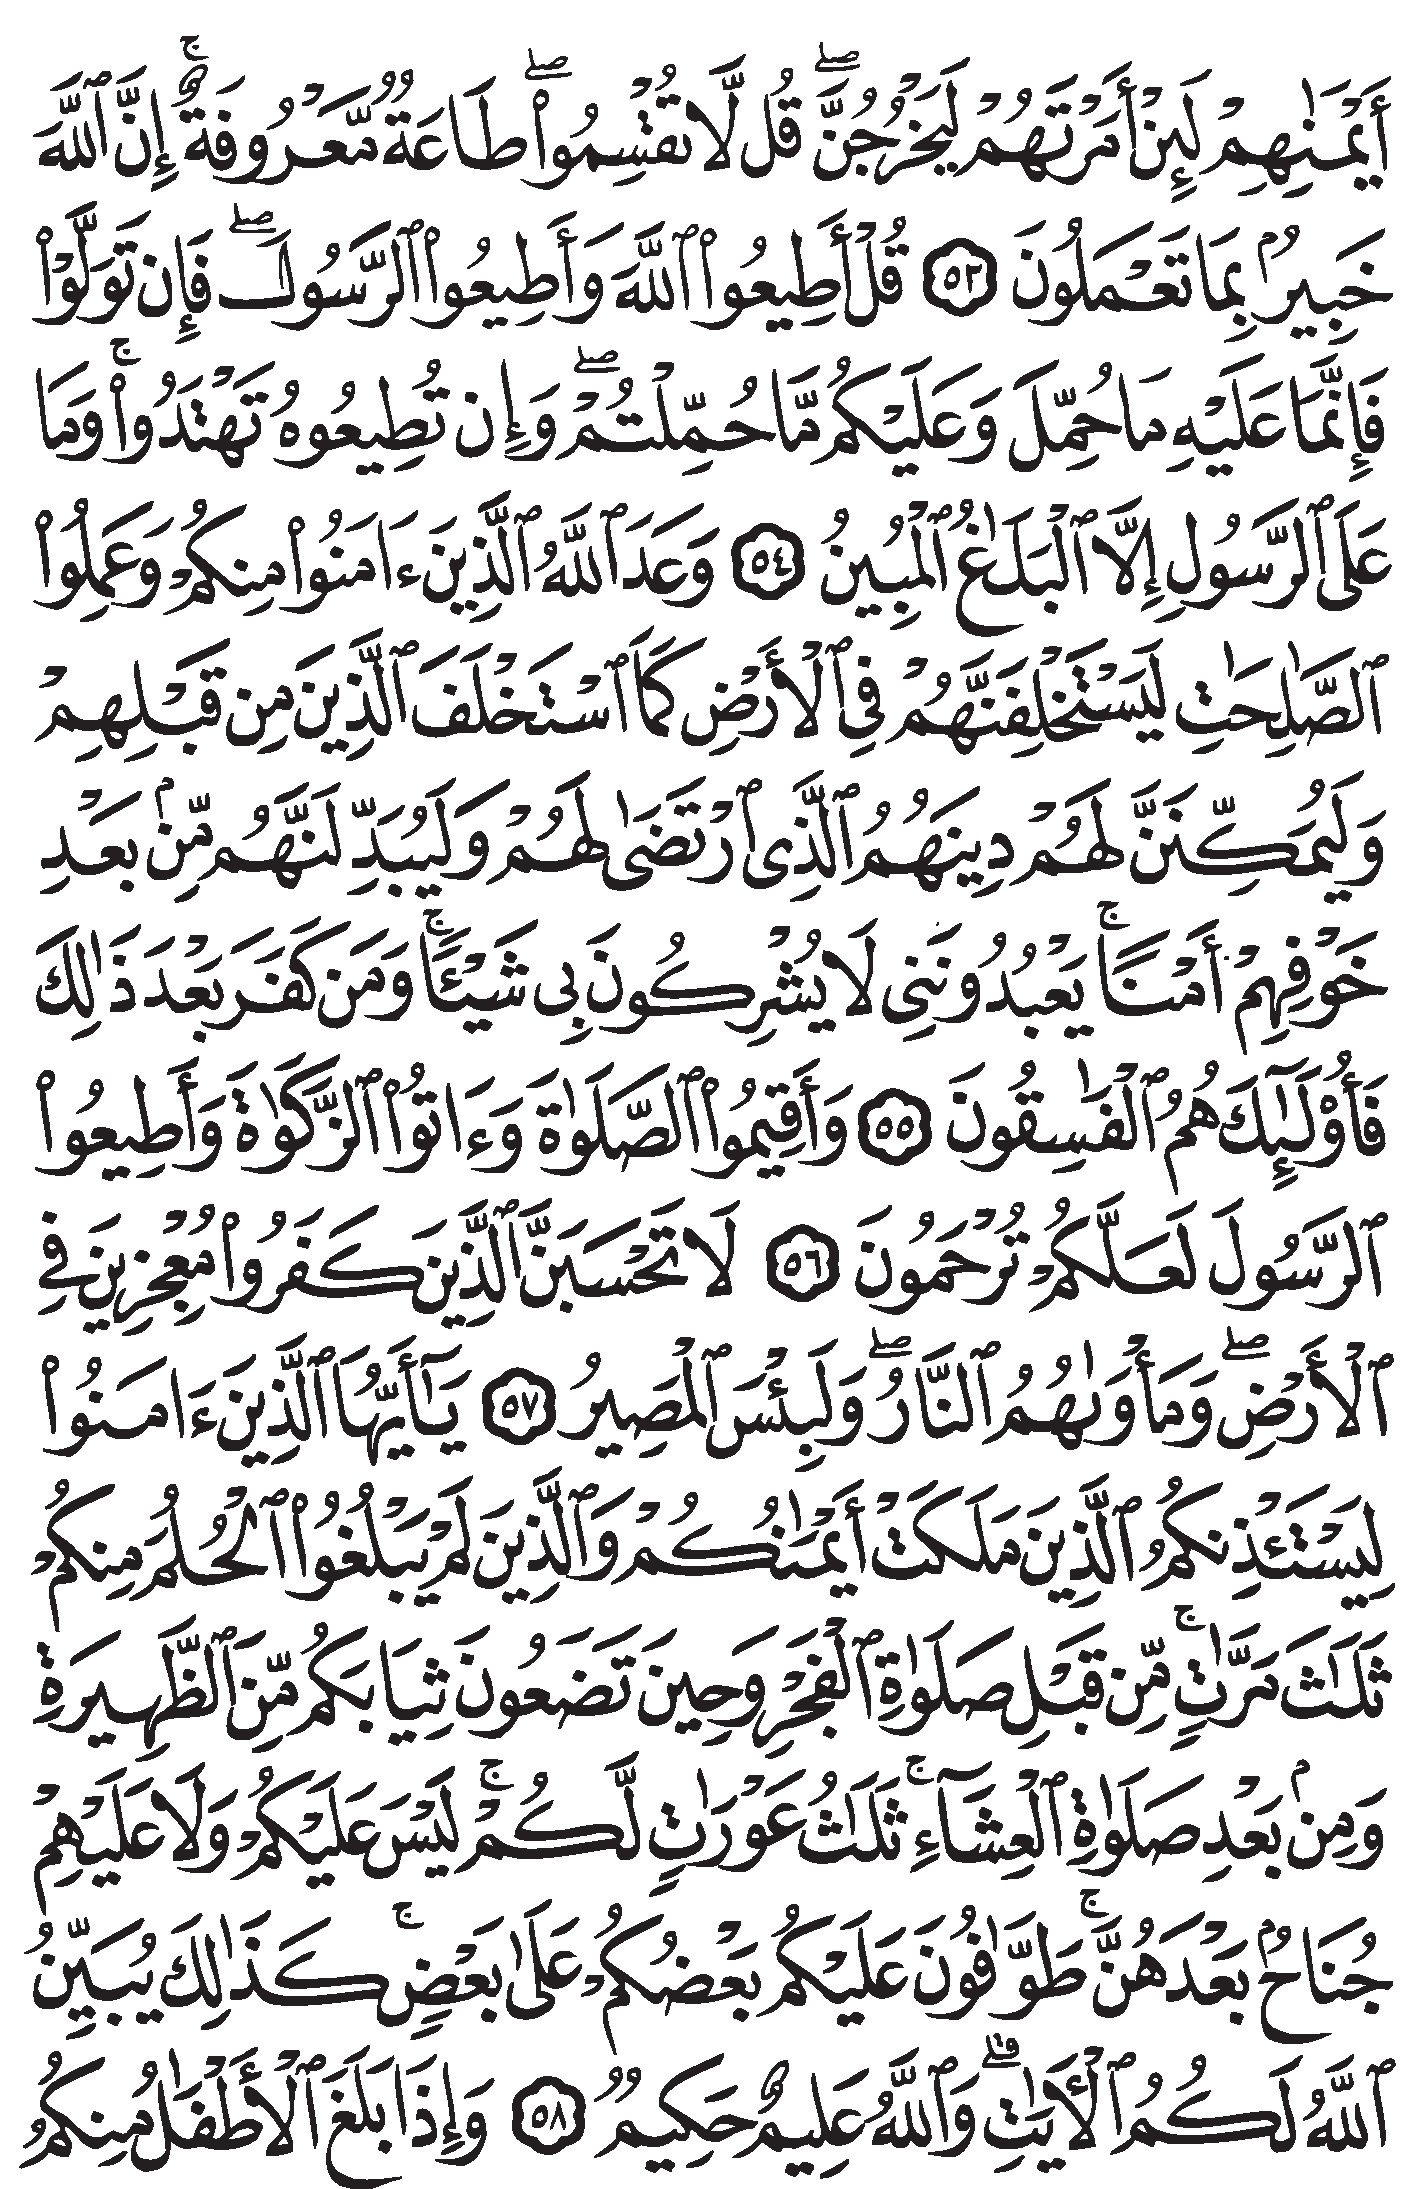 أَيْمَٰنِهِمْ لَئِنْ أَمَرْتَهُمْ لَيَخْرُجُنَّ ۖ قُل لَّا تُقْسِمُوا۟ ۖ طَاعَةٌ مَّعْرُوفَةٌ ۚ إِنَّ ٱللَّهَ
خَبِيرٌۢ بِمَا تَعْمَلُونَ ٥٣ قُلْ أَطِيعُوا۟ ٱللَّهَ وَأَطِيعُوا۟ ٱلرَّسُولَ ۖ فَإِن تَوَلَّوْا۟
فَإِنَّمَا عَلَيْهِ مَا حُمِّلَ وَعَلَيْكُم مَّا حُمِّلْتُمْ ۖ وَإِن تُطِيعُوهُ تَهْتَدُوا۟ ۚ وَمَا
عَلَى ٱلرَّسُولِ إِلَّا ٱلْبَلَٰغُ ٱلْمُبِينُ ٥٤ وَعَدَ ٱللَّهُ ٱلَّذِينَ ءَامَنُوا۟ مِنكُمْ وَعَمِلُوا۟
ٱلصَّٰلِحَٰتِ لَيَسْتَخْلِفَنَّهُمْ فِى ٱلْأَرْضِ كَمَا ٱسْتَخْلَفَ ٱلَّذِينَ مِن قَبْلِهِمْ
وَلَيُمَكِّنَنَّ لَهُمْ دِينَهُمُ ٱلَّذِى ٱرْتَضَىٰ لَهُمْ وَلَيُبَدِّلَنَّهُم مِّنۢ بَعْدِ
خَوْفِهِمْ أَمْنًا ۚ يَعْبُدُونَنِى لَا يُشْرِكُونَ بِى شَيْـًٔا ۚ وَمَن كَفَرَ بَعْدَ ذَٰلِكَ
فَأُو۟لَٰٓئِكَ هُمُ ٱلْفَٰسِقُونَ ٥٥ وَأَقِيمُوا۟ ٱلصَّلَوٰةَ وَءَاتُوا۟ ٱلزَّكَوٰةَ وَأَطِيعُوا۟
ٱلرَّسُولَ لَعَلَّكُمْ تُرْحَمُونَ ٥٦ لَا تَحْسَبَنَّ ٱلَّذِينَ كَفَرُوا۟ مُعْجِزِينَ فِى
ٱلْأَرْضِ ۖ وَمَأْوَىٰهُمُ ٱلنَّارُ ۖ وَلَبِئْسَ ٱلْمَصِيرُ ٥٧ يَٰٓأَيُّهَا ٱلَّذِينَ ءَامَنُوا۟
لِيَسْتَـْٔذِنكُمُ ٱلَّذِينَ مَلَكَتْ أَيْمَٰنُكُمْ وَٱلَّذِينَ لَمْ يَبْلُغُوا۟ ٱلْحُلُمَ مِنكُمْ
ثَلَٰثَ مَرَّٰتٍ ۚ مِّن قَبْلِ صَلَوٰةِ ٱلْفَجْرِ وَحِينَ تَضَعُونَ ثِيَابَكُم مِّنَ ٱلظَّهِيرَةِ
وَمِنۢ بَعْدِ صَلَوٰةِ ٱلْعِشَآءِ ۚ ثَلَٰثُ عَوْرَٰتٍ لَّكُمْ ۚ لَيْسَ عَلَيْكُمْ وَلَا عَلَيْهِمْ
جُنَاحٌۢ بَعْدَهُنَّ ۚ طَوَّٰفُونَ عَلَيْكُم بَعْضُكُمْ عَلَىٰ بَعْضٍ ۚ كَذَٰلِكَ يُبَيِّنُ
ٱللَّهُ لَكُمُ ٱلْـَٔايَٰتِ ۗ وَٱللَّهُ عَلِيمٌ حَكِيمٌ ٥٨ وَإِذَا بَلَغَ ٱلْأَطْفَٰلُ مِنكُمُ